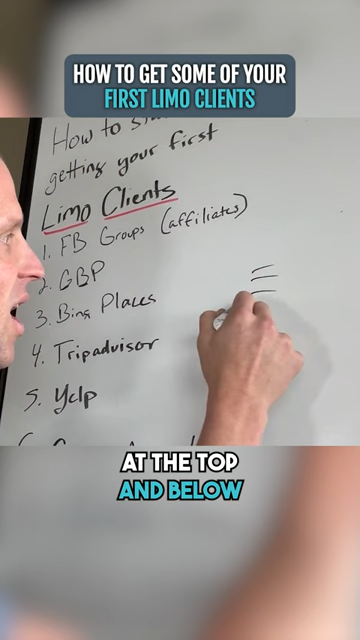 HOW TO GET SOME OF YOUR
FIRST LIMO CLIENTS
How to
getting your first
Limo Clients
1. FB Groups (affiliates)
2. GBP
3. Bing Places
4. Tripadvisor
5. Yelp
AT THE TOP
AND BELOW